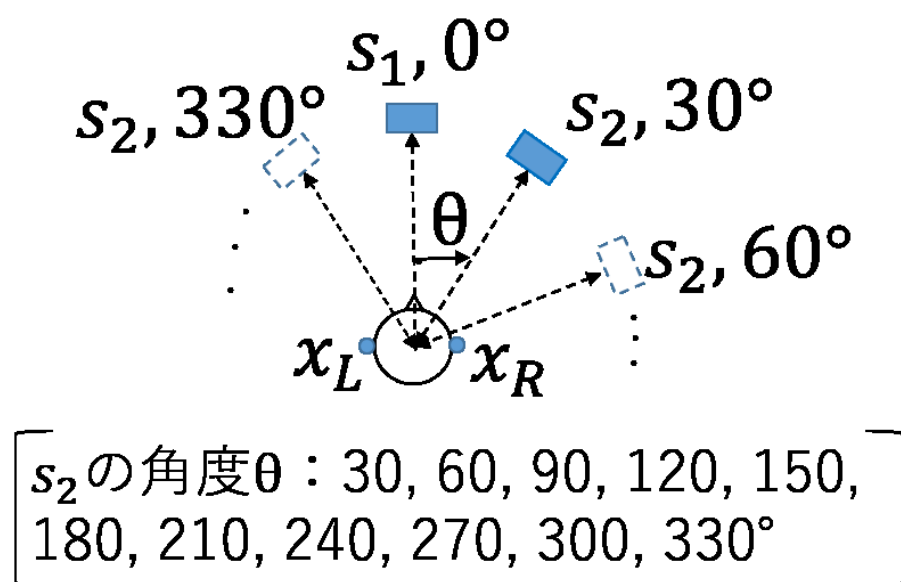 s₁, 0°
s₂, 330°
s₂, 30°
θ
s₂, 60°
x_L
x_R
s₂の角度θ：30, 60, 90, 120, 150,
180, 210, 240, 270, 300, 330°